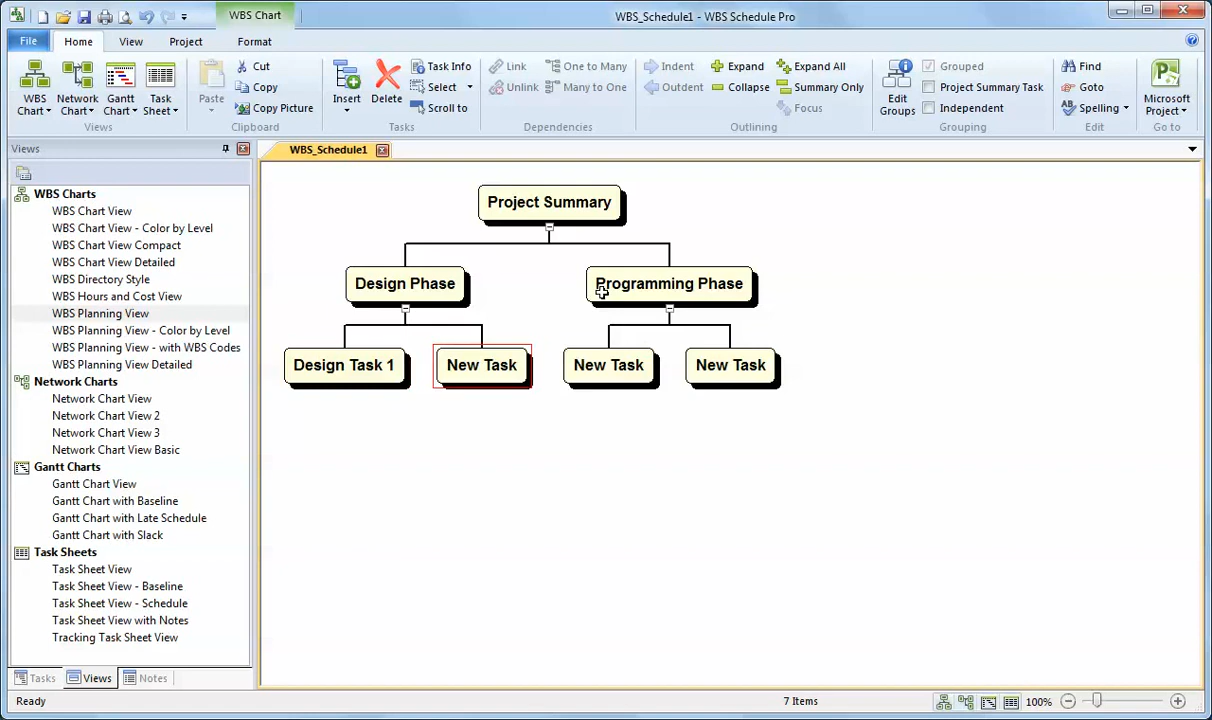 WBS Chart
WBS_Schedule1 - WBS Schedule Pro
File Home View Project Format
WBS Chart
Network Chart
Gantt Chart
Task Sheet
Views
Paste
Cut
Copy
Copy Picture
Clipboard
Insert
Delete
Task Info
Select
Scroll to
Tasks
Link
Unlink
One to Many
Many to One
Dependencies
Indent
Outdent
Expand
Collapse
Expand All
Summary Only
Focus
Outlining
Edit Groups
Grouped
Project Summary Task
Independent
Grouping
Find
Goto
Spelling
Edit
Microsoft Project
Go to
Views
WBS_Schedule1
WBS Charts
WBS Chart View
WBS Chart View - Color by Level
WBS Chart View Compact
WBS Chart View Detailed
WBS Directory Style
WBS Hours and Cost View
WBS Planning View
WBS Planning View - Color by Level
WBS Planning View - with WBS Codes
WBS Planning View Detailed
Network Charts
Network Chart View
Network Chart View 2
Network Chart View 3
Network Chart View Basic
Gantt Charts
Gantt Chart View
Gantt Chart with Baseline
Gantt Chart with Late Schedule
Gantt Chart with Slack
Task Sheets
Task Sheet View
Task Sheet View - Baseline
Task Sheet View - Schedule
Task Sheet View with Notes
Tracking Task Sheet View
Tasks Views Notes
Project Summary
Design Phase Programming Phase
Design Task 1 New Task New Task New Task
Ready 7 Items 100%